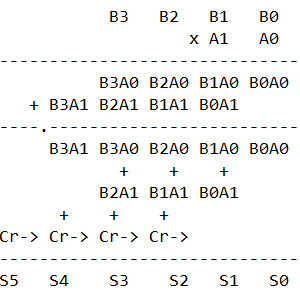 B3 B2 B1 B0
x A1 A0
-----------------------------
B3A0 B2A0 B1A0 B0A0
+ B3A1 B2A1 B1A1 B0A1
----.------------------------
B3A1 B3A0 B2A0 B1A0 B0A0
+ + +
B2A1 B1A1 B0A1
+ + +
Cr-> Cr-> Cr-> Cr->
-----------------------------
S5 S4 S3 S2 S1 S0